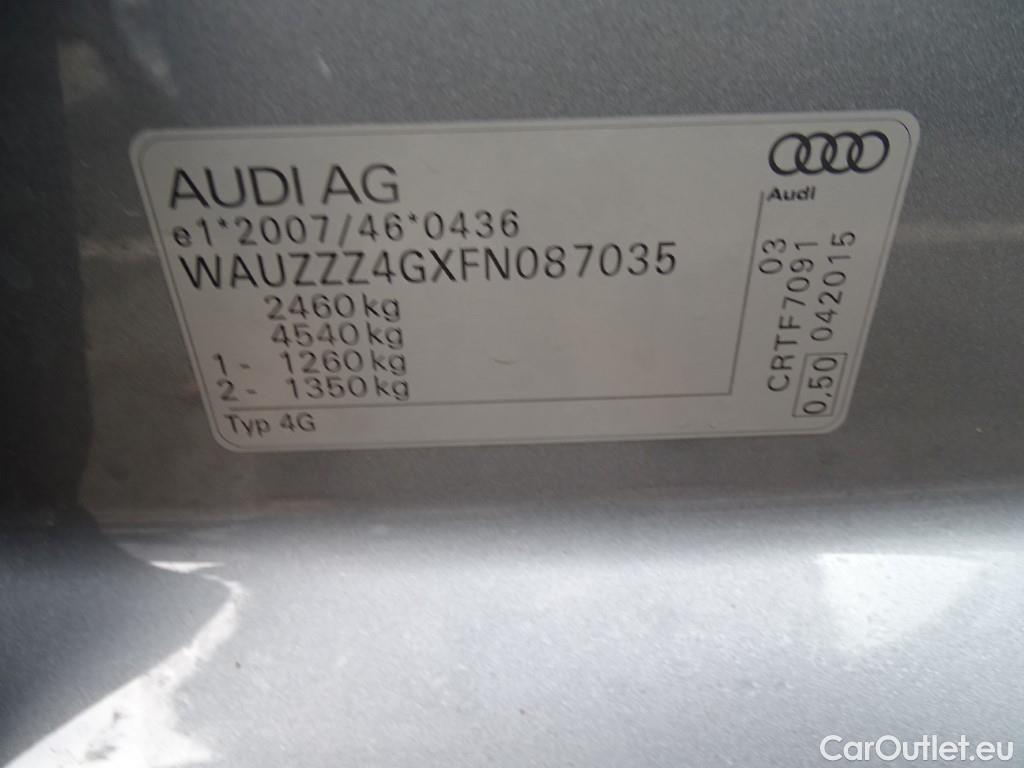 AUDI AG
e1*2007/46*0436
WAUZZZ4GXFN087035
2460 kg
4540 kg
1 - 1260 kg
2 - 1350 kg
Typ 4G
Audi
03
CRTF7091
0,50 042015
CarOutlet.eu